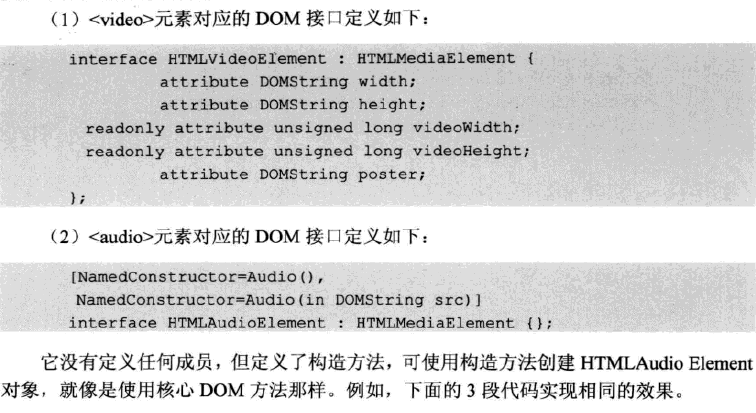 （1）<video>元素对应的 DOM 接口定义如下：
interface HTMLVideoElement : HTMLMediaElement {
attribute DOMString width;
attribute DOMString height;
readonly attribute unsigned long videoWidth;
readonly attribute unsigned long videoHeight;
attribute DOMString poster;
};
（2）<audio>元素对应的 DOM 接口定义如下：
[NamedConstructor=Audio(),
NamedConstructor=Audio(in DOMString src)]
interface HTMLAudioElement : HTMLMediaElement {};
它没有定义任何成员，但定义了构造方法，可使用构造方法创建 HTMLAudio Element
对象，就像是使用核心 DOM 方法那样。例如，下面的 3 段代码实现相同的效果。